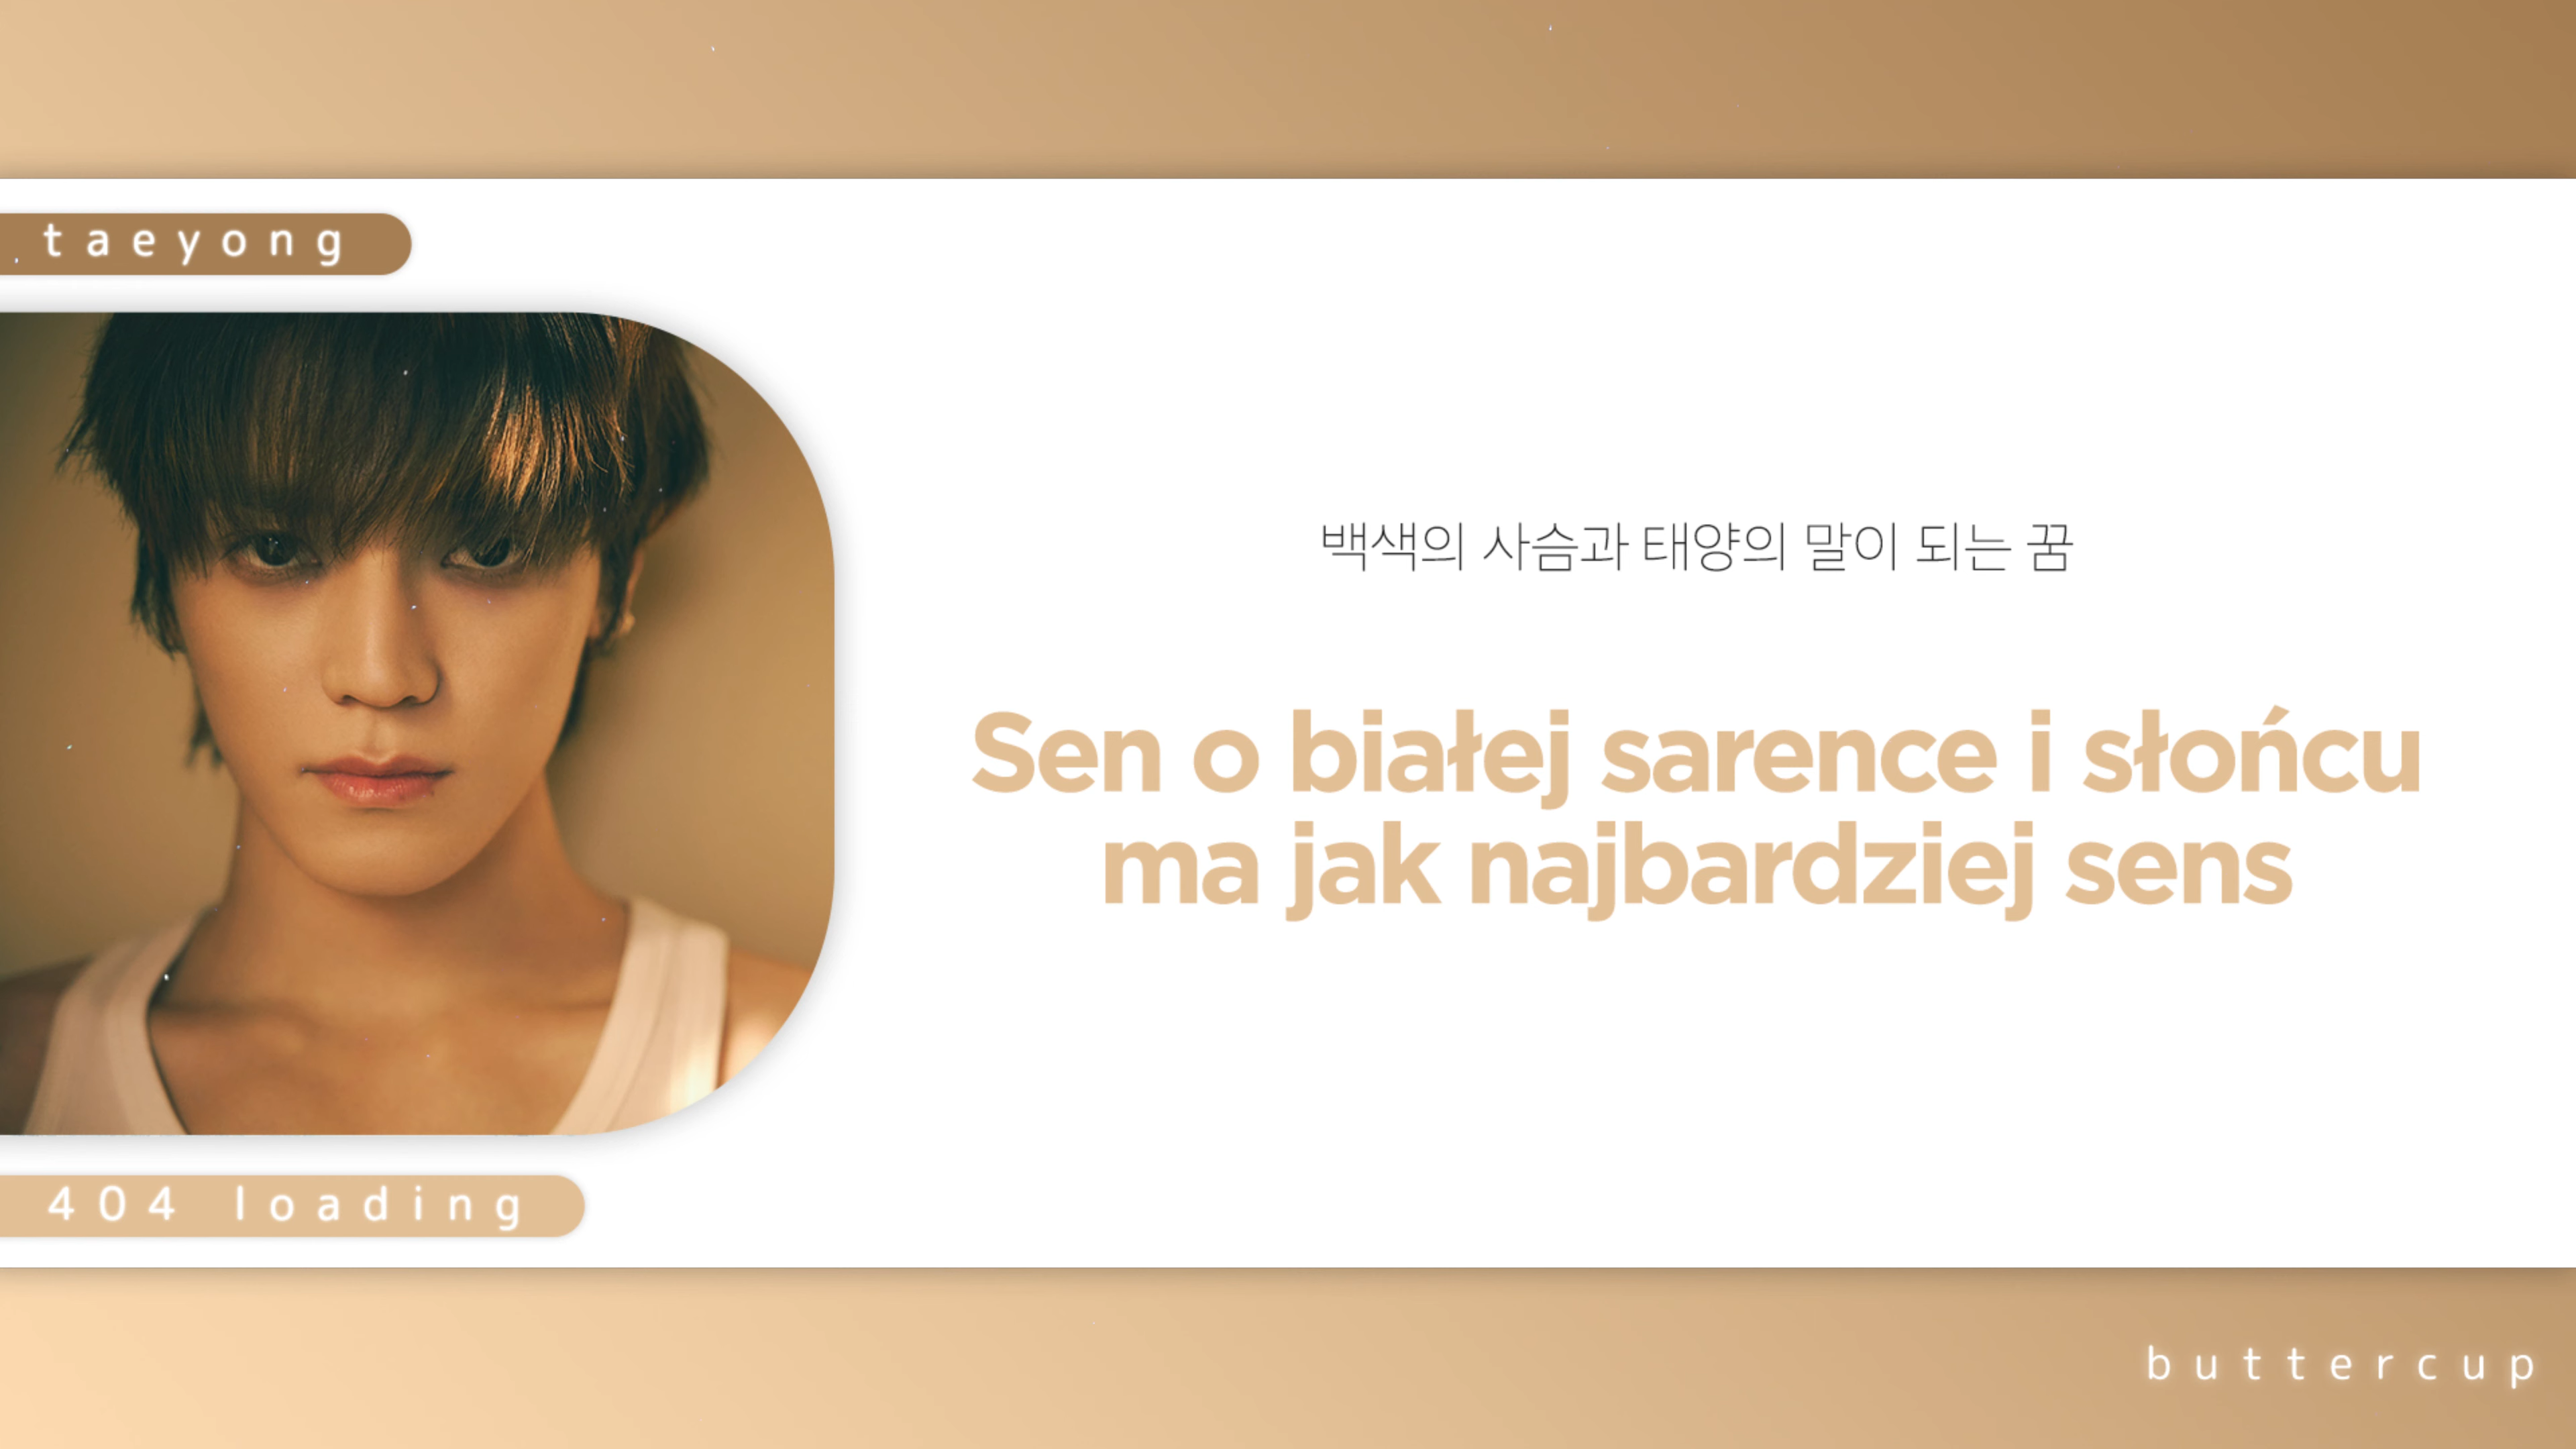 taeyong
백색의 사슴과 태양의 말이 되는 꿈
Sen o białej sarence i słońcu
ma jak najbardziej sens
404 loading
buttercup